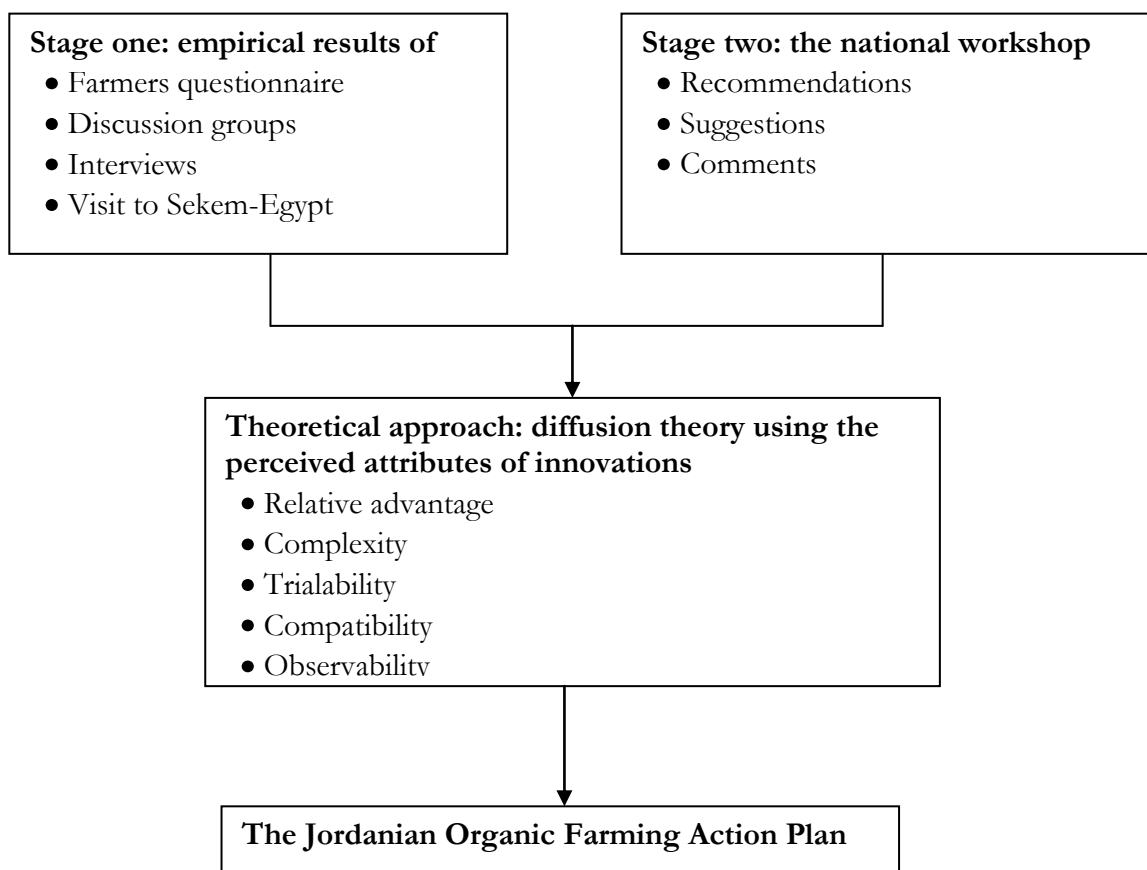 Stage one: empirical results of
• Farmers questionnaire
• Discussion groups
• Interviews
• Visit to Sekem-Egypt
Stage two: the national workshop
• Recommendations
• Suggestions
• Comments
Theoretical approach: diffusion theory using the
perceived attributes of innovations
• Relative advantage
• Complexity
• Trialability
• Compatibility
• Observability
The Jordanian Organic Farming Action Plan